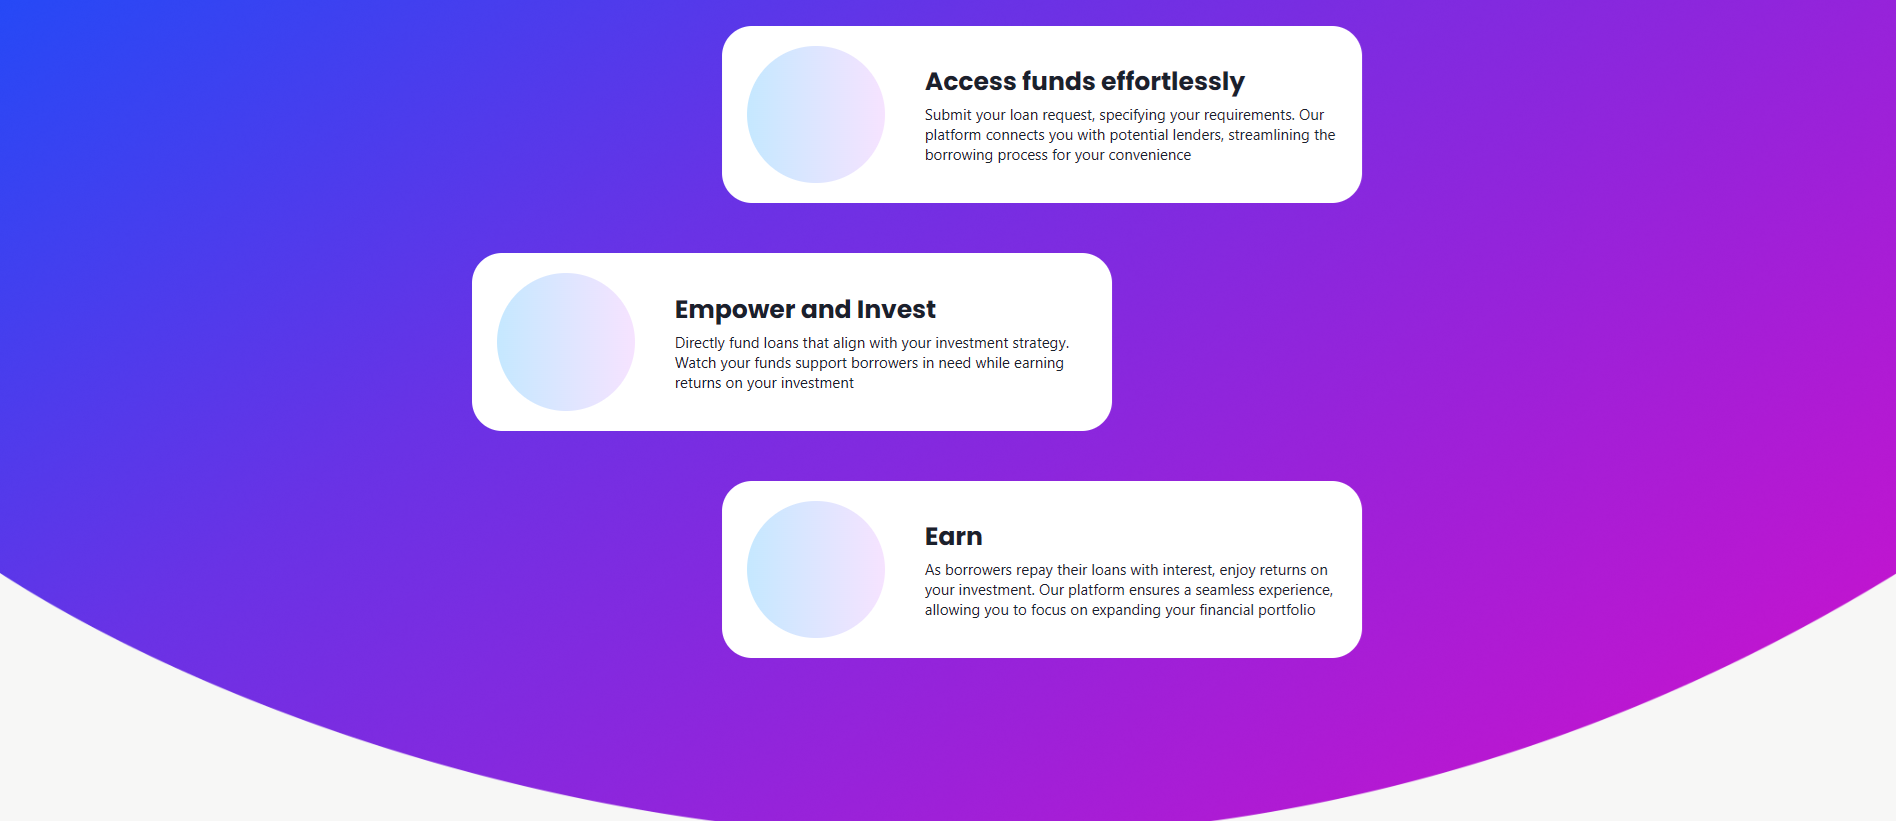 Access funds effortlessly
Submit your loan request, specifying your requirements. Our
platform connects you with potential lenders, streamlining the
borrowing process for your convenience
Empower and Invest
Directly fund loans that align with your investment strategy.
Watch your funds support borrowers in need while earning
returns on your investment
Earn
As borrowers repay their loans with interest, enjoy returns on
your investment. Our platform ensures a seamless experience,
allowing you to focus on expanding your financial portfolio